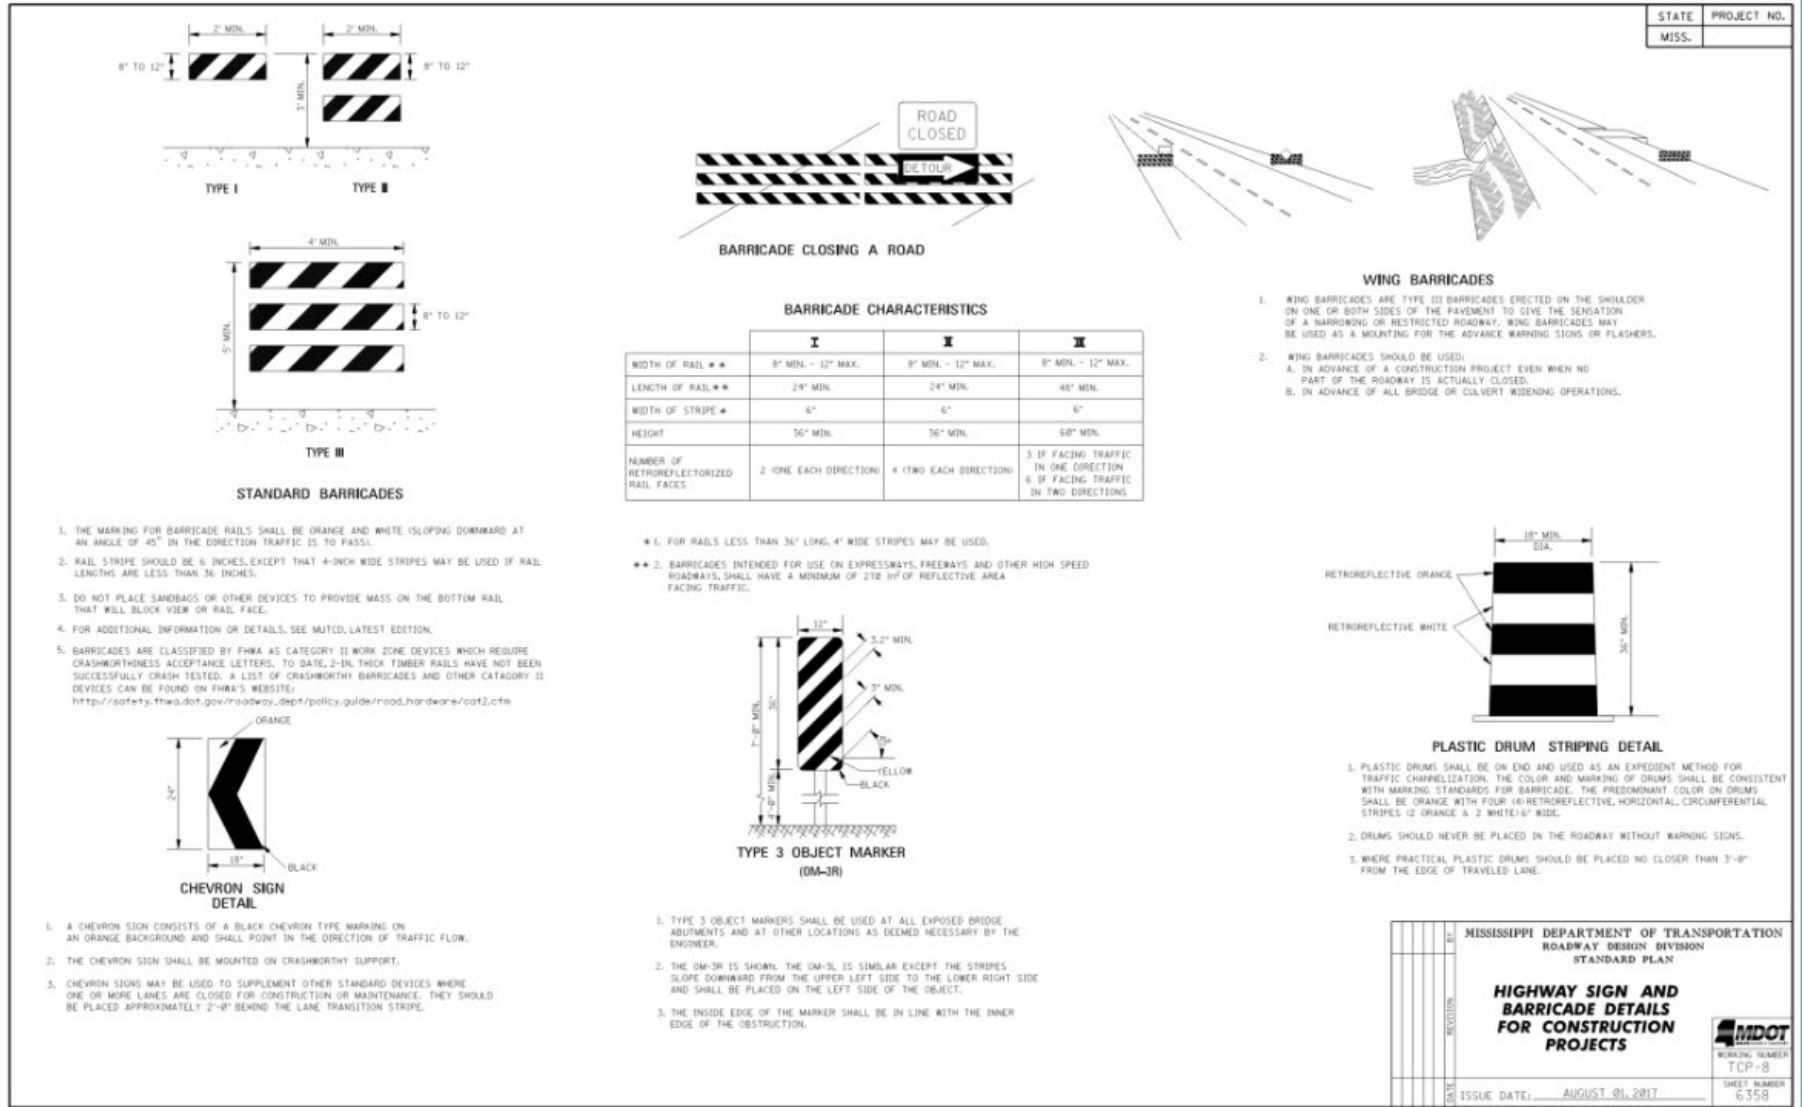 STATE PROJECT NO.
MISS.
2' MIN.
2' MIN.
8" TO 12"
3' MIN.
8" TO 12"
TYPE I
TYPE II
4' MIN.
5' MIN.
8" TO 12"
TYPE III
STANDARD BARRICADES
1. THE MARKING FOR BARRICADE RAILS SHALL BE ORANGE AND WHITE (SLOPING DOWNWARD AT
AN ANGLE OF 45° IN THE DIRECTION TRAFFIC IS TO PASS).
2. RAIL STRIPE SHOULD BE 6 INCHES, EXCEPT THAT 4-INCH WIDE STRIPES MAY BE USED IF RAIL
LENGTHS ARE LESS THAN 36 INCHES.
3. DO NOT PLACE SANDBAGS OR OTHER DEVICES TO PROVIDE MASS ON THE BOTTOM RAIL
THAT WILL BLOCK VIEW OR RAIL FACE.
4. FOR ADDITIONAL INFORMATION OR DETAILS, SEE MUTCD, LATEST EDITION.
5. BARRICADES ARE CLASSIFIED BY FHWA AS CATEGORY II WORK ZONE DEVICES WHICH REQUIRE
CRASHWORTHINESS ACCEPTANCE LETTERS. TO DATE, 2-IN. THICK TIMBER RAILS HAVE NOT BEEN
SUCCESSFULLY CRASH TESTED. A LIST OF CRASHWORTHY BARRICADES AND OTHER CATAGORY II
DEVICES CAN BE FOUND ON FHWA'S WEBSITE:
http://safety.fhwa.dot.gov/roadway_dept/policy_guide/road_hardware/cat2.cfm
ORANGE
24"
18"
BLACK
CHEVRON SIGN
DETAIL
1. A CHEVRON SIGN CONSISTS OF A BLACK CHEVRON TYPE MARKING ON
AN ORANGE BACKGROUND AND SHALL POINT IN THE DIRECTION OF TRAFFIC FLOW.
2. THE CHEVRON SIGN SHALL BE MOUNTED ON CRASHWORTHY SUPPORT.
3. CHEVRON SIGNS MAY BE USED TO SUPPLEMENT OTHER STANDARD DEVICES WHERE
ONE OR MORE LANES ARE CLOSED FOR CONSTRUCTION OR MAINTENANCE. THEY SHOULD
BE PLACED APPROXIMATELY 2'-0" BEHIND THE LANE TRANSITION STRIPE.
ROAD
CLOSED
DETOUR
BARRICADE CLOSING A ROAD
BARRICADE CHARACTERISTICS
I II III
WIDTH OF RAIL ** 8" MIN. - 12" MAX. 8" MIN. - 12" MAX. 8" MIN. - 12" MAX.
LENGTH OF RAIL ** 24" MIN. 24" MIN. 48" MIN.
WIDTH OF STRIPE * 6" 6" 6"
HEIGHT 36" MIN. 36" MIN. 60" MIN.
NUMBER OF
RETROREFLECTORIZED
RAIL FACES
2 (ONE EACH DIRECTION) 4 (TWO EACH DIRECTION)
3 IF FACING TRAFFIC
IN ONE DIRECTION
6 IF FACING TRAFFIC
IN TWO DIRECTIONS
* 1. FOR RAILS LESS THAN 36" LONG, 4" WIDE STRIPES MAY BE USED.
** 2. BARRICADES INTENDED FOR USE ON EXPRESSWAYS, FREEWAYS AND OTHER HIGH SPEED
ROADWAYS, SHALL HAVE A MINIMUM OF 270 in² OF REFLECTIVE AREA
FACING TRAFFIC.
12"
3.2" MIN.
3" MIN.
36"
7'-0" MIN.
45°
YELLOW
BLACK
4'-0" MIN.
TYPE 3 OBJECT MARKER
(OM-3R)
1. TYPE 3 OBJECT MARKERS SHALL BE USED AT ALL EXPOSED BRIDGE
ABUTMENTS AND AT OTHER LOCATIONS AS DEEMED NECESSARY BY THE
ENGINEER.
2. THE OM-3R IS SHOWN. THE OM-3L IS SIMILAR EXCEPT THE STRIPES
SLOPE DOWNWARD FROM THE UPPER LEFT SIDE TO THE LOWER RIGHT SIDE
AND SHALL BE PLACED ON THE LEFT SIDE OF THE OBJECT.
3. THE INSIDE EDGE OF THE MARKER SHALL BE IN LINE WITH THE INNER
EDGE OF THE OBSTRUCTION.
WING BARRICADES
1. WING BARRICADES ARE TYPE III BARRICADES ERECTED ON THE SHOULDER
ON ONE OR BOTH SIDES OF THE PAVEMENT TO GIVE THE SENSATION
OF A NARROWING OR RESTRICTED ROADWAY. WING BARRICADES MAY
BE USED AS A MOUNTING FOR THE ADVANCE WARNING SIGNS OR FLASHERS.
2. WING BARRICADES SHOULD BE USED:
A. IN ADVANCE OF A CONSTRUCTION PROJECT EVEN WHEN NO
PART OF THE ROADWAY IS ACTUALLY CLOSED.
B. IN ADVANCE OF ALL BRIDGE OR CULVERT WIDENING OPERATIONS.
18" MIN.
DIA.
RETROREFLECTIVE ORANGE
RETROREFLECTIVE WHITE
36" MIN.
PLASTIC DRUM STRIPING DETAIL
1. PLASTIC DRUMS SHALL BE ON END AND USED AS AN EXPEDIENT METHOD FOR
TRAFFIC CHANNELIZATION. THE COLOR AND MARKING OF DRUMS SHALL BE CONSISTENT
WITH MARKING STANDARDS FOR BARRICADE. THE PREDOMINANT COLOR ON DRUMS
SHALL BE ORANGE WITH FOUR (4) RETROREFLECTIVE, HORIZONTAL, CIRCUMFERENTIAL
STRIPES (2 ORANGE & 2 WHITE) 6" WIDE.
2. DRUMS SHOULD NEVER BE PLACED IN THE ROADWAY WITHOUT WARNING SIGNS.
3. WHERE PRACTICAL PLASTIC DRUMS SHOULD BE PLACED NO CLOSER THAN 3'-0"
FROM THE EDGE OF TRAVELED LANE.
BY
REVISION
DATE
MISSISSIPPI DEPARTMENT OF TRANSPORTATION
ROADWAY DESIGN DIVISION
STANDARD PLAN
HIGHWAY SIGN AND
BARRICADE DETAILS
FOR CONSTRUCTION
PROJECTS
MDOT
WORKING NUMBER
TCP-8
ISSUE DATE: AUGUST 01, 2017
SHEET NUMBER
6358